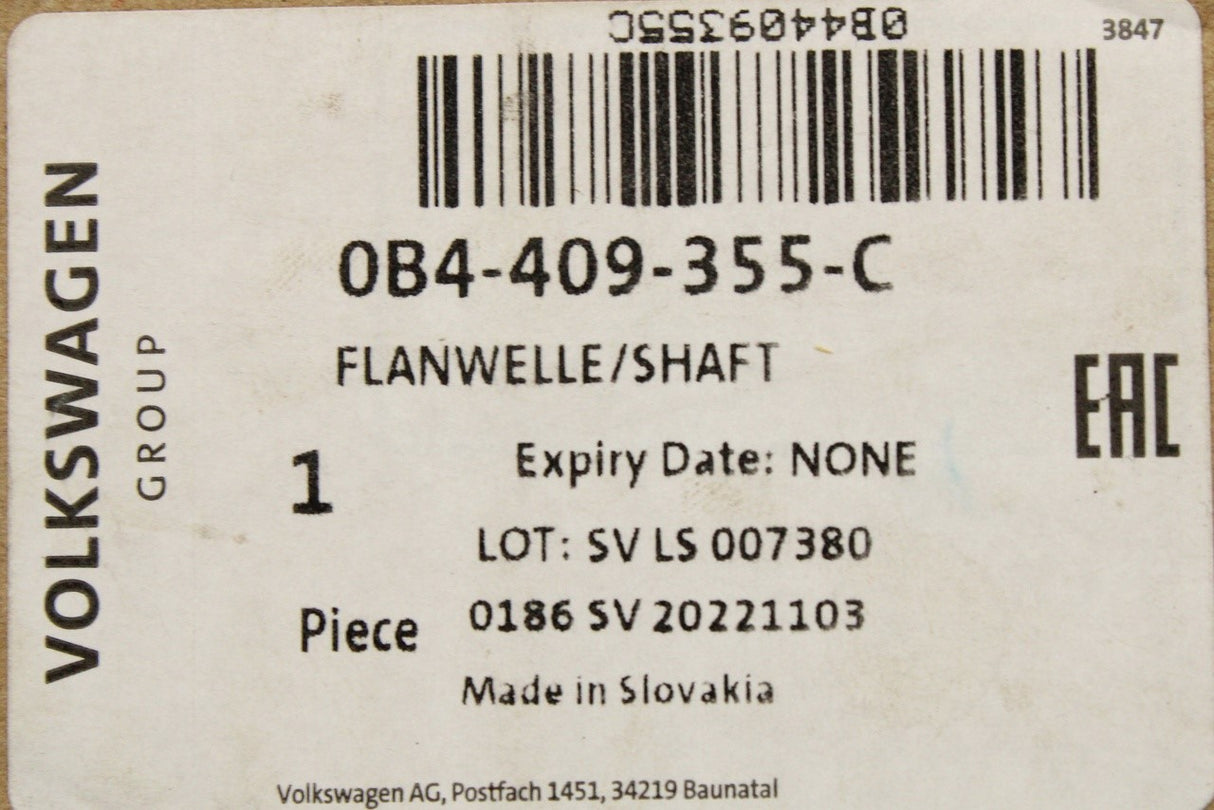 0B4409355C
3847
0B4-409-355-C
FLANWELLE/SHAFT
EAC
1
Expiry Date: NONE
LOT: SV LS 007380
Piece
0186 SV 20221103
Made in Slovakia
VOLKSWAGEN
GROUP
Volkswagen AG, Postfach 1451, 34219 Baunatal